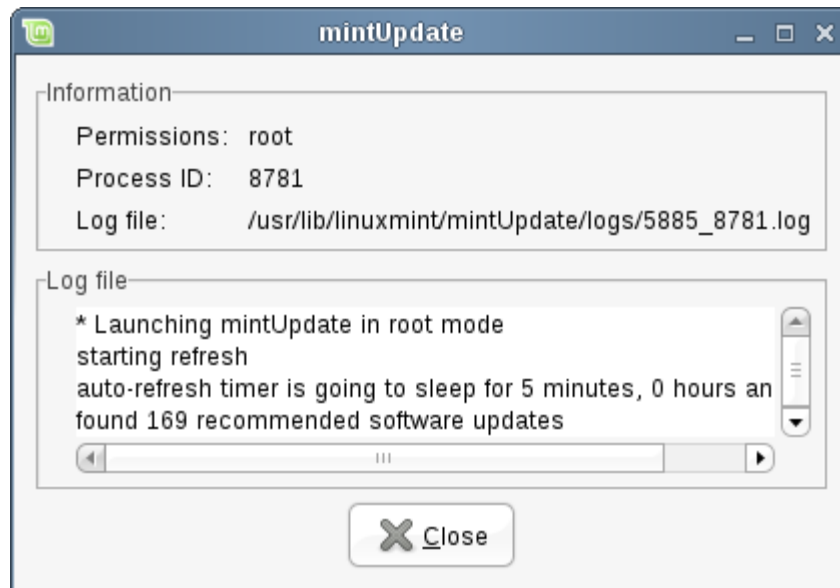 mintUpdate
Information
Permissions: root
Process ID: 8781
Log file: /usr/lib/linuxmint/mintUpdate/logs/5885_8781.log
Log file
* Launching mintUpdate in root mode
starting refresh
auto-refresh timer is going to sleep for 5 minutes, 0 hours an
found 169 recommended software updates
Close